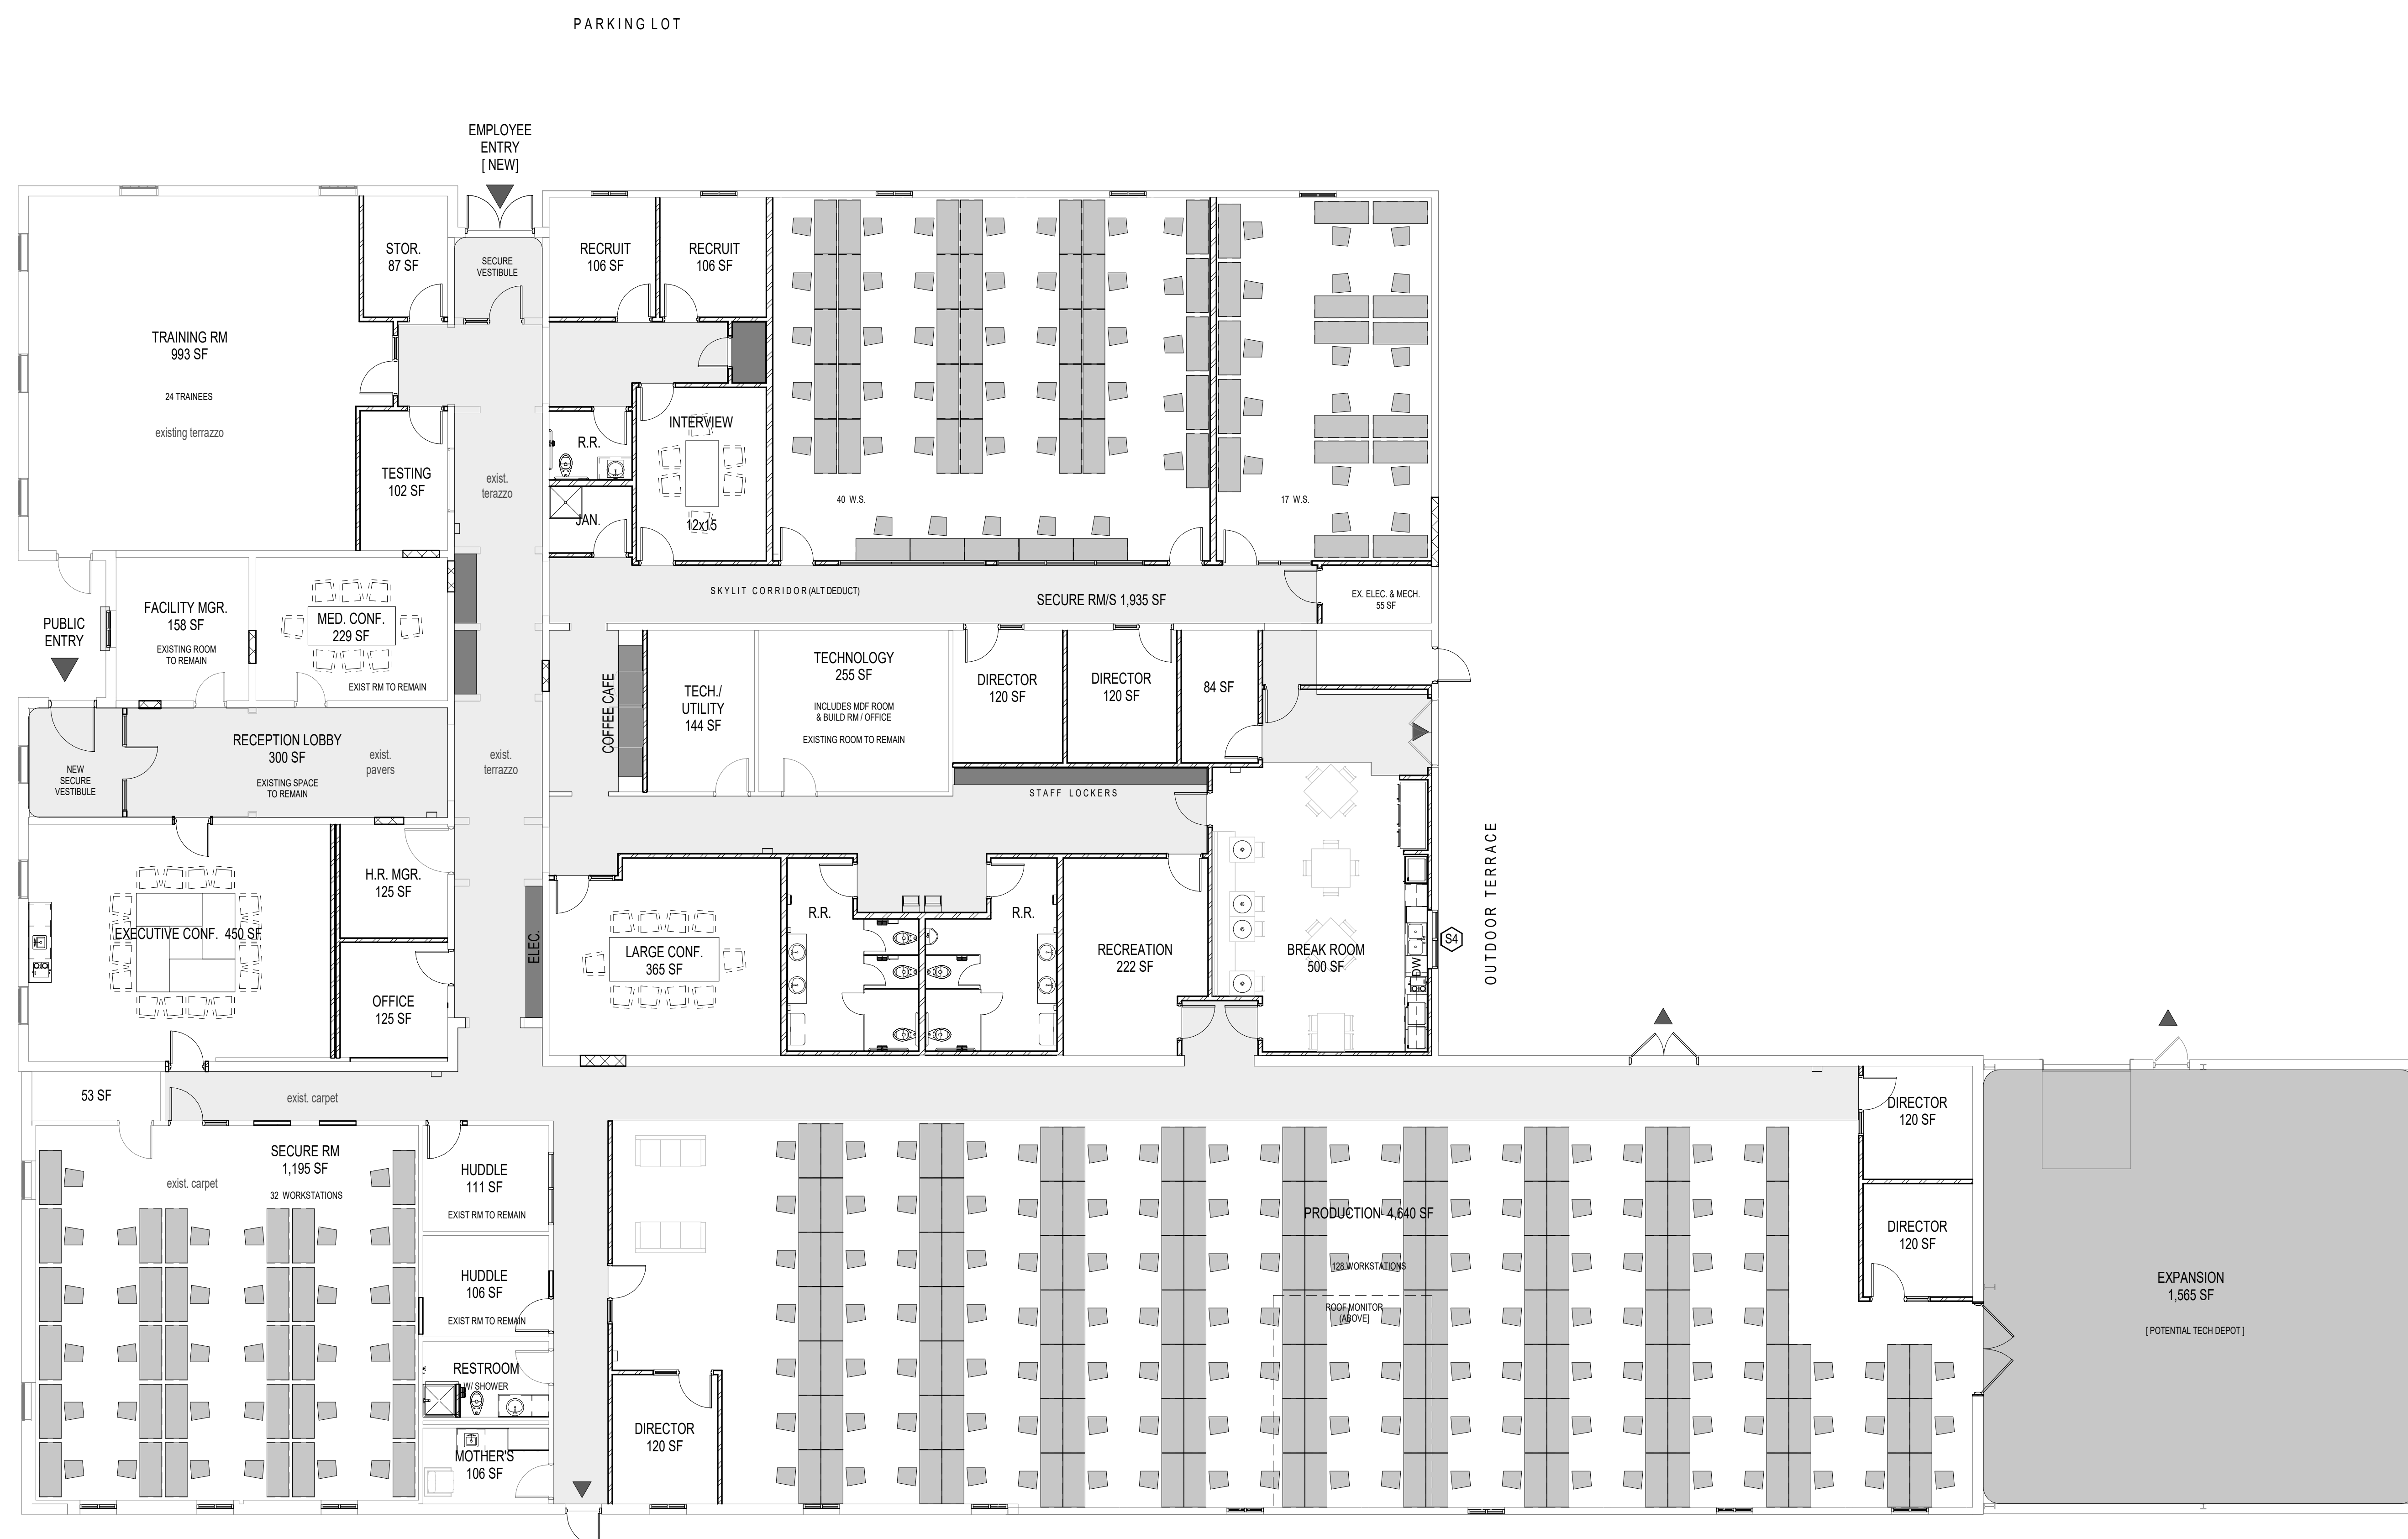 PARKING LOT
EMPLOYEE
ENTRY
[ NEW]
STOR.
87 SF
SECURE
VESTIBULE
RECRUIT
106 SF
RECRUIT
106 SF
TRAINING RM
993 SF
24 TRAINEES
existing terrazzo
TESTING
102 SF
exist.
terazzo
R.R.
INTERVIEW
12x15
JAN.
40 W.S.
17 W.S.
SKYLIT CORRIDOR (ALT DEDUCT)
SECURE RM/S 1,935 SF
EX. ELEC. & MECH.
55 SF
PUBLIC
ENTRY
FACILITY MGR.
158 SF
EXISTING ROOM
TO REMAIN
MED. CONF.
229 SF
EXIST RM TO REMAIN
COFFEE CAFE
TECH./
UTILITY
144 SF
TECHNOLOGY
255 SF
INCLUDES MDF ROOM
& BUILD RM / OFFICE
EXISTING ROOM TO REMAIN
DIRECTOR
120 SF
DIRECTOR
120 SF
84 SF
NEW
SECURE
VESTIBULE
RECEPTION LOBBY
300 SF
EXISTING SPACE
TO REMAIN
exist.
pavers
exist.
terrazzo
STAFF LOCKERS
OUTDOOR TERRACE
EXECUTIVE CONF. 450 SF
H.R. MGR.
125 SF
OFFICE
125 SF
ELEC.
LARGE CONF.
365 SF
R.R.
R.R.
RECREATION
222 SF
BREAK ROOM
500 SF
DW
S4
53 SF
exist. carpet
DIRECTOR
120 SF
SECURE RM
1,195 SF
exist. carpet
32 WORKSTATIONS
HUDDLE
111 SF
EXIST RM TO REMAIN
HUDDLE
106 SF
EXIST RM TO REMAIN
RESTROOM
W/ SHOWER
MOTHER'S
106 SF
DIRECTOR
120 SF
PRODUCTION 4,640 SF
128 WORKSTATIONS
ROOF MONITOR
(ABOVE]
DIRECTOR
120 SF
EXPANSION
1,565 SF
[ POTENTIAL TECH DEPOT ]